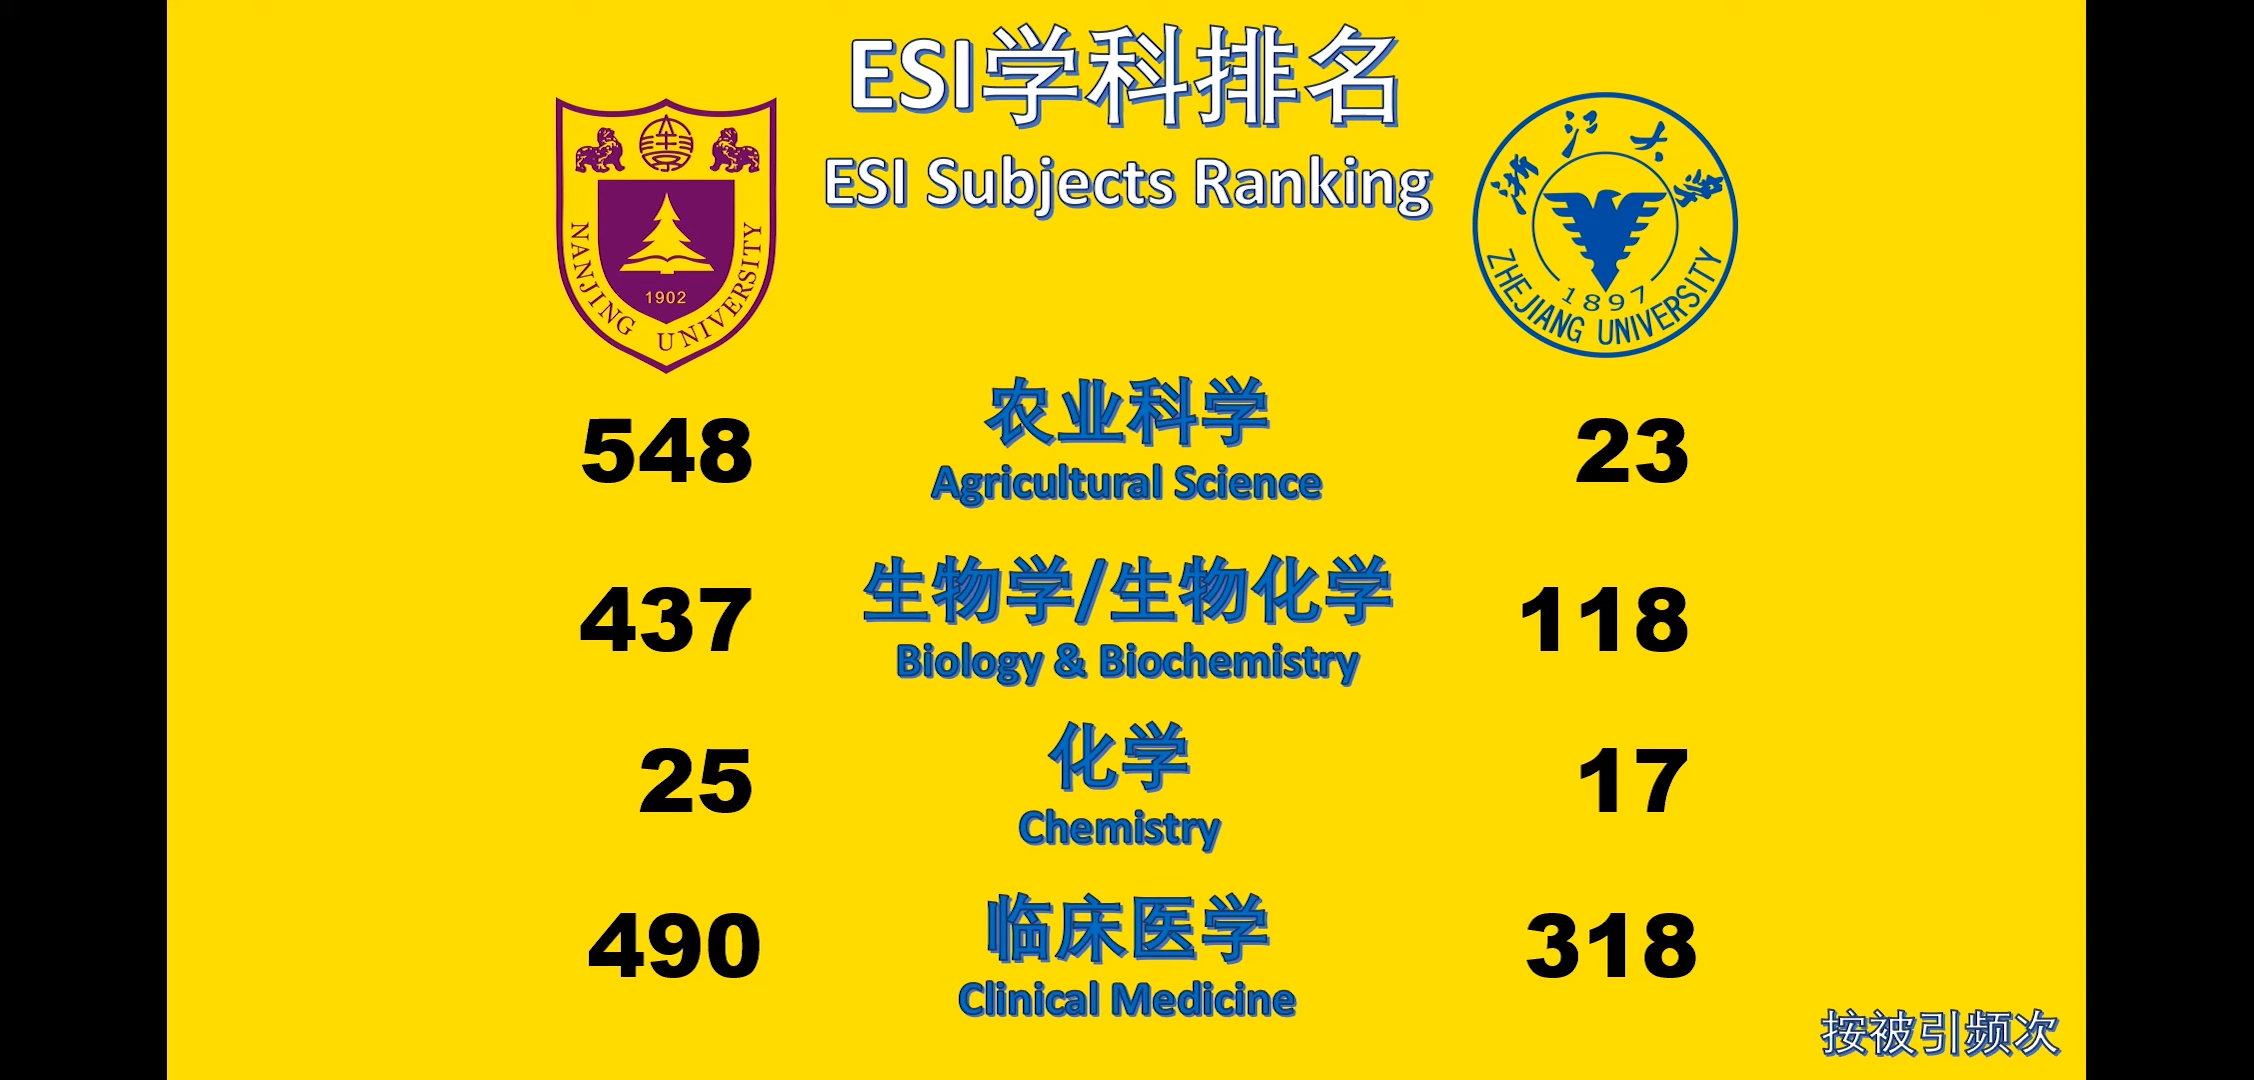 ESI学科排名
ESI Subjects Ranking
1902
NANJING UNIVERSITY
浙江大學
1897
ZHEJIANG UNIVERSITY
548
农业科学
Agricultural Science
23
437
生物学/生物化学
Biology & Biochemistry
118
25
化学
Chemistry
17
490
临床医学
Clinical Medicine
318
按被引频次